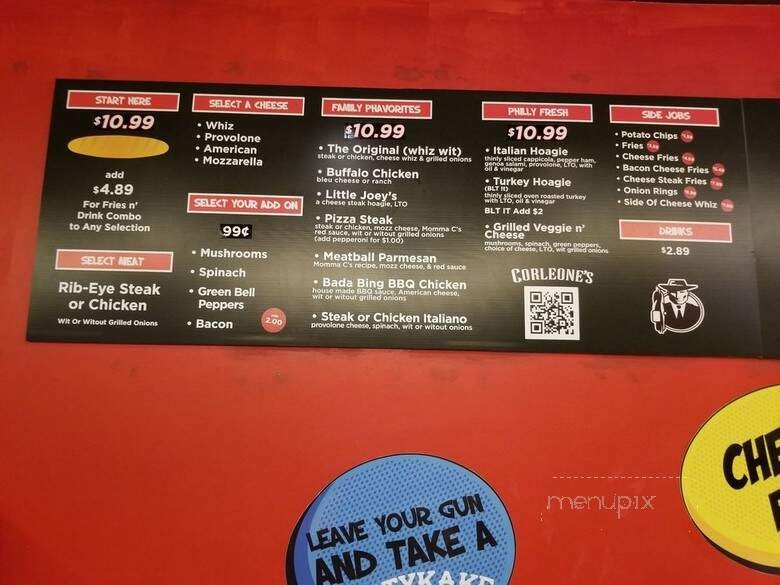 START HERE
$10.99
add
$4.89
For Fries n'
Drink Combo
to Any Selection
SELECT MEAT
Rib-Eye Steak
or Chicken
Wit Or Witout Grilled Onions
SELECT A CHEESE
• Whiz
• Provolone
• American
• Mozzarella
SELECT YOUR ADD ON
99¢
• Mushrooms
• Spinach
• Green Bell
Peppers
• Bacon
2.00
FAMILY PHAVORITES
$10.99
• The Original (whiz wit)
steak or chicken, cheese whiz & grilled onions
• Buffalo Chicken
bleu cheese or ranch
• Little Joey's
a cheese steak hoagie, LTO
• Pizza Steak
steak or chicken, mozz cheese, Momma C's
red sauce, wit or witout grilled onions
(add pepperoni for $1.00)
• Meatball Parmesan
Momma C's recipe, mozz cheese, & red sauce
• Bada Bing BBQ Chicken
house made BBQ sauce, American cheese,
wit or witout grilled onions
• Steak or Chicken Italiano
provolone cheese, spinach, wit or witout onions
PHILLY FRESH
$10.99
• Italian Hoagie
thinly sliced cappicola, pepper ham,
genoa salami, provolone, LTO, with
oil & vinegar
• Turkey Hoagie
(BLT it)
thinly sliced oven roasted turkey
with LTO, oil & vinegar
BLT IT Add $2
• Grilled Veggie n'
Cheese
mushrooms, spinach, green peppers,
choice of cheese, LTO, wit grilled onions
CORLEONE'S
SIDE JOBS
• Potato Chips
• Fries
• Cheese Fries
• Bacon Cheese Fries
• Cheese Steak Fries
• Onion Rings
• Side Of Cheese Whiz
DRINKS
$2.89
LEAVE YOUR GUN
AND TAKE A
TYKAKE
CHE
menupix